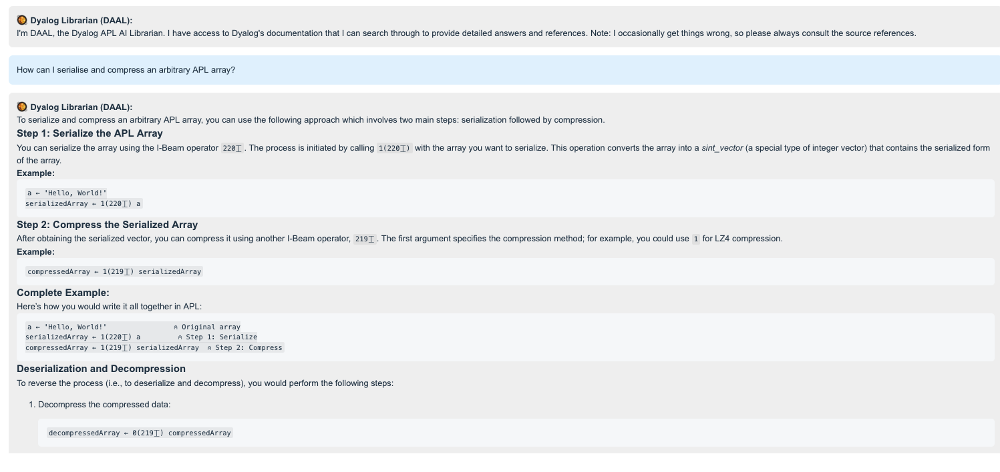 Dyalog Librarian (DAAL):
I'm DAAL, the Dyalog APL AI Librarian. I have access to Dyalog's documentation that I can search through to provide detailed answers and references. Note: I occasionally get things wrong, so please always consult the source references.
How can I serialise and compress an arbitrary APL array?
Dyalog Librarian (DAAL):
To serialize and compress an arbitrary APL array, you can use the following approach which involves two main steps: serialization followed by compression.
Step 1: Serialize the APL Array
You can serialize the array using the I-Beam operator 220⌶. The process is initiated by calling 1(220⌶) with the array you want to serialize. This operation converts the array into a sint_vector (a special type of integer vector) that contains the serialized form
of the array.
Example:
a ← 'Hello, World!'
serializedArray ← 1(220⌶) a
Step 2: Compress the Serialized Array
After obtaining the serialized vector, you can compress it using another I-Beam operator, 219⌶. The first argument specifies the compression method; for example, you could use 1 for LZ4 compression.
Example:
compressedArray ← 1(219⌶) serializedArray
Complete Example:
Here's how you would write it all together in APL:
a ← 'Hello, World!'                ⍝ Original array
serializedArray ← 1(220⌶) a         ⍝ Step 1: Serialize
compressedArray ← 1(219⌶) serializedArray  ⍝ Step 2: Compress
Deserialization and Decompression
To reverse the process (i.e., to deserialize and decompress), you would perform the following steps:
1. Decompress the compressed data:
decompressedArray ← 0(219⌶) compressedArray